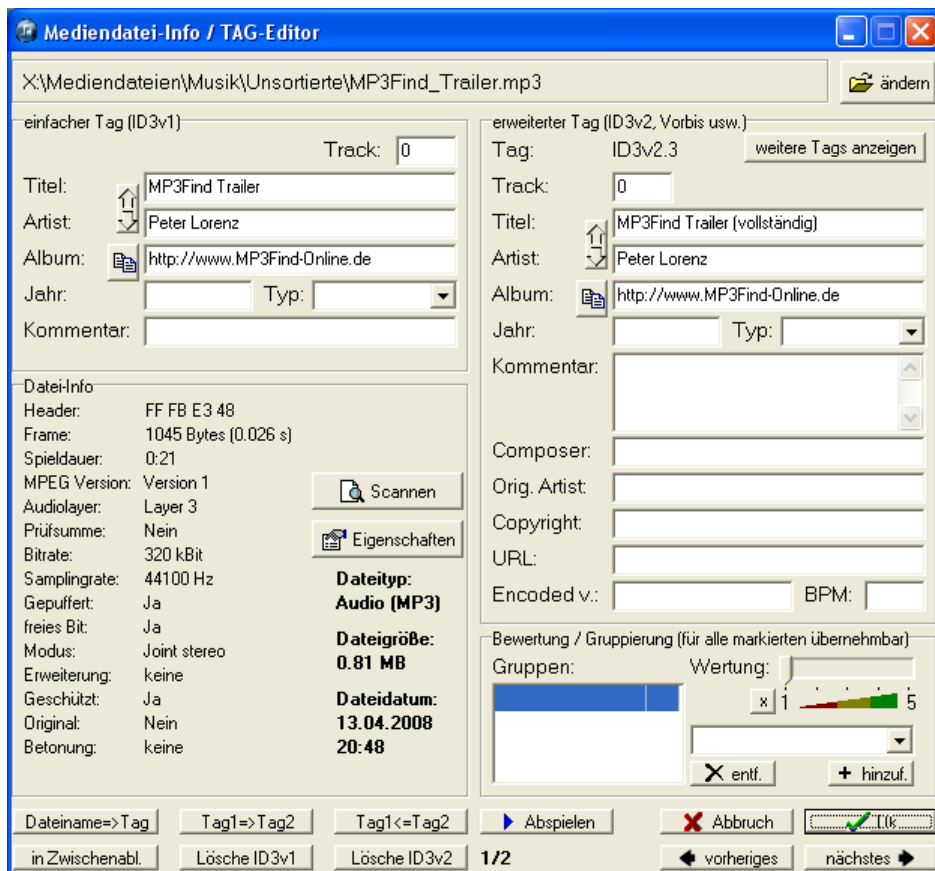 Mediendatei-Info / TAG-Editor
X:\Mediendateien\Musik\Unsortierte\MP3Find_Trailer.mp3
ändern
einfacher Tag (ID3v1)
Track: 0
Titel: MP3Find Trailer
Artist: Peter Lorenz
Album: http://www.MP3Find-Online.de
Jahr: Typ:
Kommentar:
Datei-Info
Header: FF FB E3 48
Frame: 1045 Bytes (0.026 s)
Spieldauer: 0:21
MPEG Version: Version 1
Audiolayer: Layer 3
Prüfsumme: Nein
Bitrate: 320 kBit
Samplingrate: 44100 Hz
Gepuffert: Ja
freies Bit: Ja
Modus: Joint stereo
Erweiterung: keine
Geschützt: Ja
Original: Nein
Betonung: keine
Scannen
Eigenschaften
Dateityp:
Audio (MP3)
Dateigröße:
0.81 MB
Dateidatum:
13.04.2008
20:48
erweiterter Tag (ID3v2, Vorbis usw.)
Tag: ID3v2.3 weitere Tags anzeigen
Track: 0
Titel: MP3Find Trailer (vollständig)
Artist: Peter Lorenz
Album: http://www.MP3Find-Online.de
Jahr: Typ:
Kommentar:
Composer:
Orig. Artist:
Copyright:
URL:
Encoded v.: BPM:
Bewertung / Gruppierung (für alle markierten übernehmbar)
Gruppen: Wertung:
x 1 5
entf. hinzuf.
Dateiname=>Tag Tag1=>Tag2 Tag1<=Tag2 Abspielen Abbruch Ok
in Zwischenabl. Lösche ID3v1 Lösche ID3v2 1/2 vorheriges nächstes